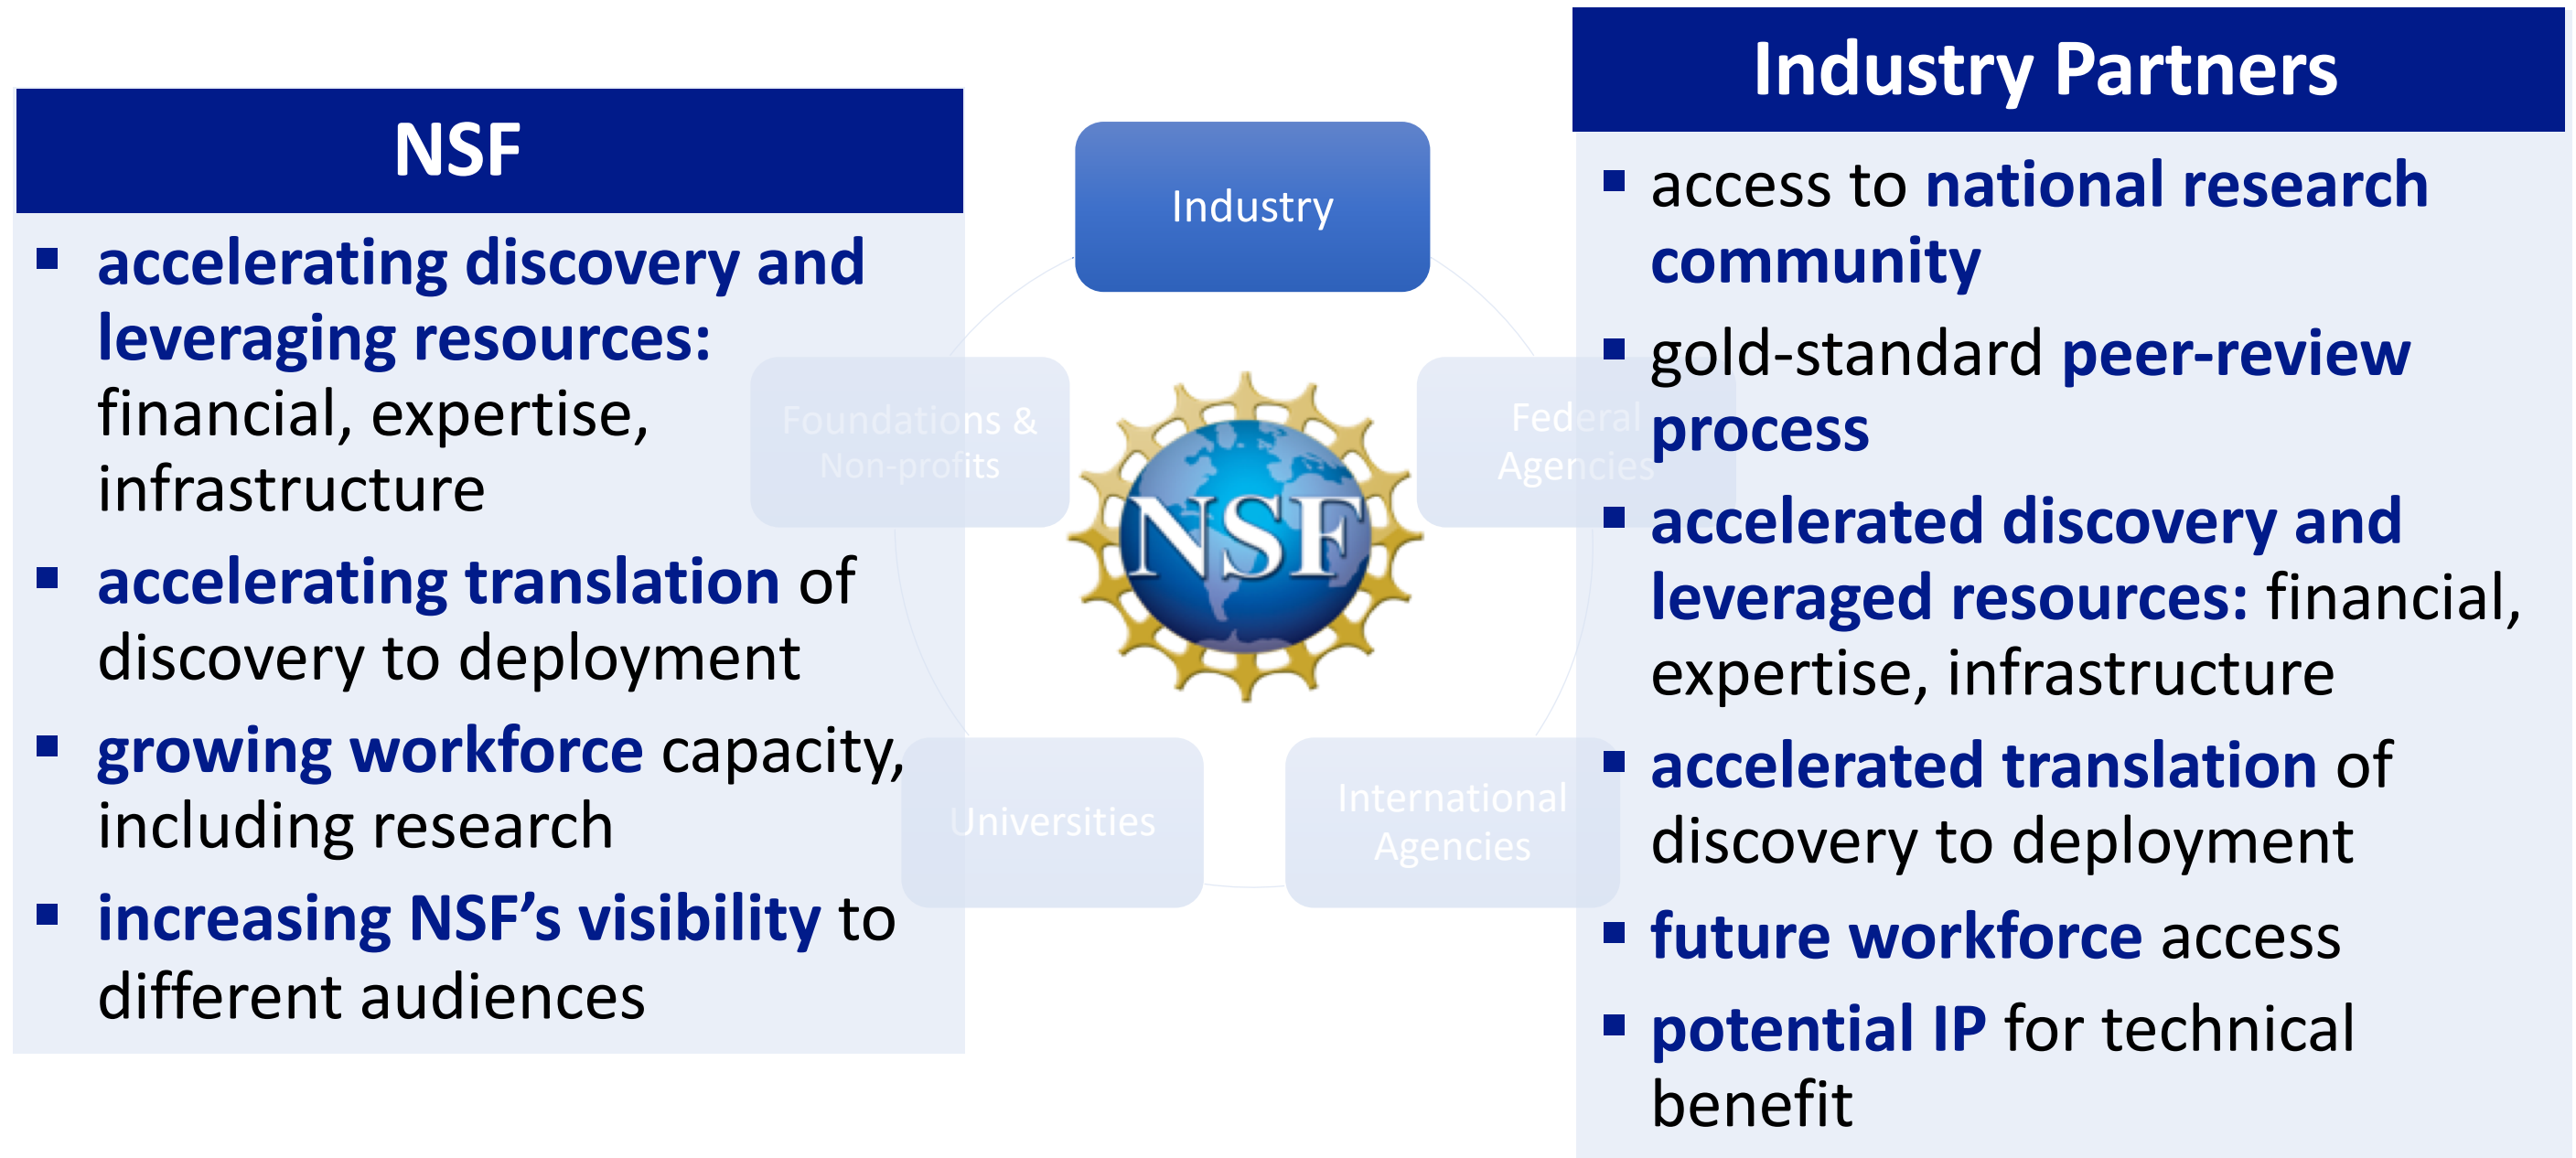 NSF
▪ accelerating discovery and
leveraging resources:
financial, expertise,
infrastructure
▪ accelerating translation of
discovery to deployment
▪ growing workforce capacity,
including research
▪ increasing NSF’s visibility to
different audiences
Industry
Foundations &
Non-profits
NSF
Federal
Agencies
Universities
International
Agencies
Industry Partners
▪ access to national research
community
▪ gold-standard peer-review
process
▪ accelerated discovery and
leveraged resources: financial,
expertise, infrastructure
▪ accelerated translation of
discovery to deployment
▪ future workforce access
▪ potential IP for technical
benefit